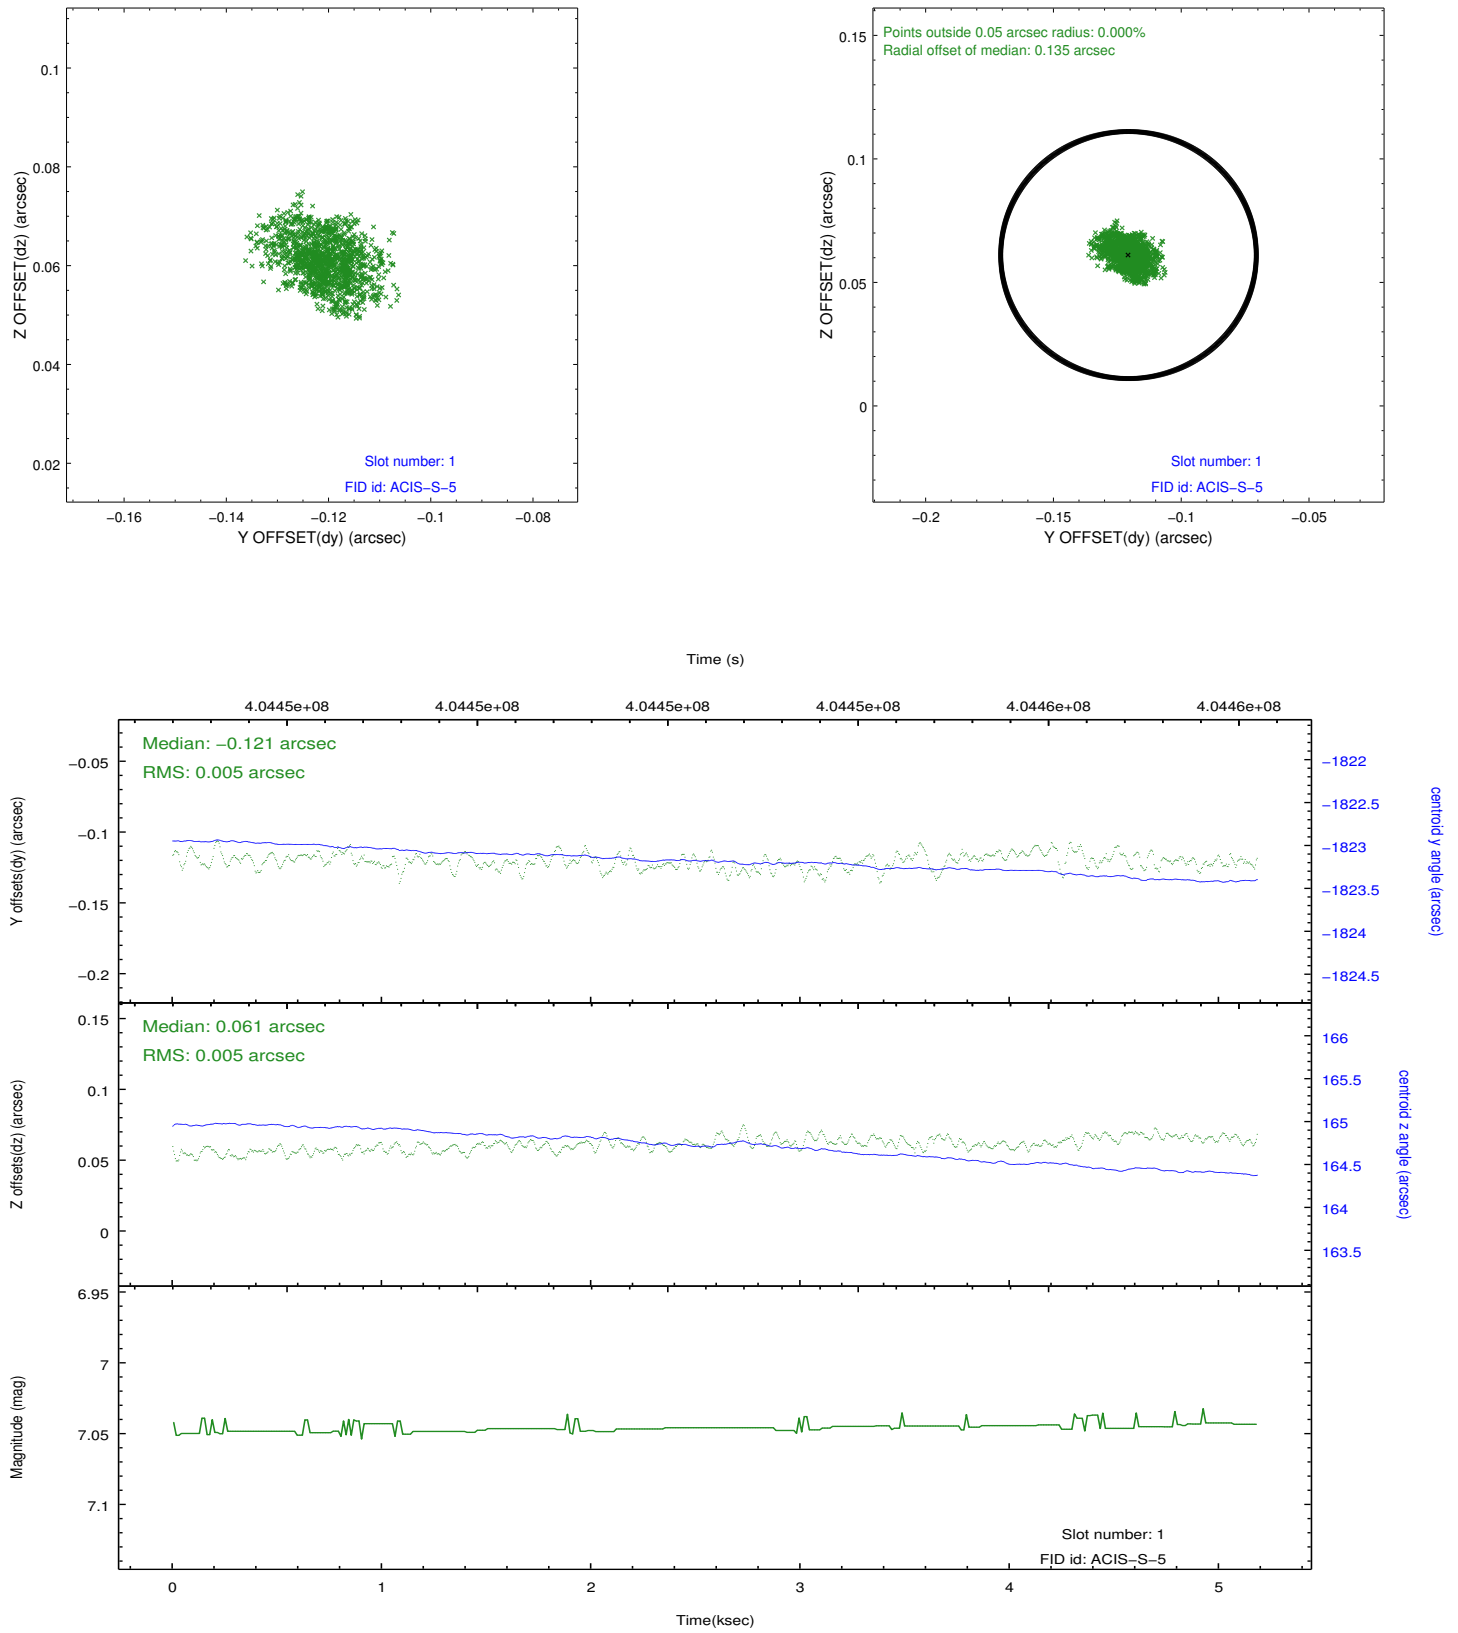 0.1
0.08
0.06
0.04
0.02
Z OFFSET(dz) (arcsec)
Slot number: 1
FID id: ACIS−S−5
−0.16 −0.14 −0.12 −0.1 −0.08
Y OFFSET(dy) (arcsec)
Points outside 0.05 arcsec radius: 0.000%
Radial offset of median: 0.135 arcsec
0.15
0.1
0.05
0
Z OFFSET(dz) (arcsec)
Slot number: 1
FID id: ACIS−S−5
−0.2 −0.15 −0.1 −0.05
Y OFFSET(dy) (arcsec)
Time (s)
4.0445e+08 4.0445e+08 4.0445e+08 4.0445e+08 4.0446e+08 4.0446e+08
Median: −0.121 arcsec
RMS: 0.005 arcsec
−0.05
−0.1
−0.15
−0.2
Y offsets(dy) (arcsec)
−1822
−1822.5
−1823
−1823.5
−1824
−1824.5
centroid y angle (arcsec)
Median: 0.061 arcsec
RMS: 0.005 arcsec
0.15
0.1
0.05
0
Z offsets(dz) (arcsec)
166
165.5
165
164.5
164
163.5
centroid z angle (arcsec)
6.95
7
7.05
7.1
Magnitude (mag)
Slot number: 1
FID id: ACIS−S−5
0 1 2 3 4 5
Time(ksec)